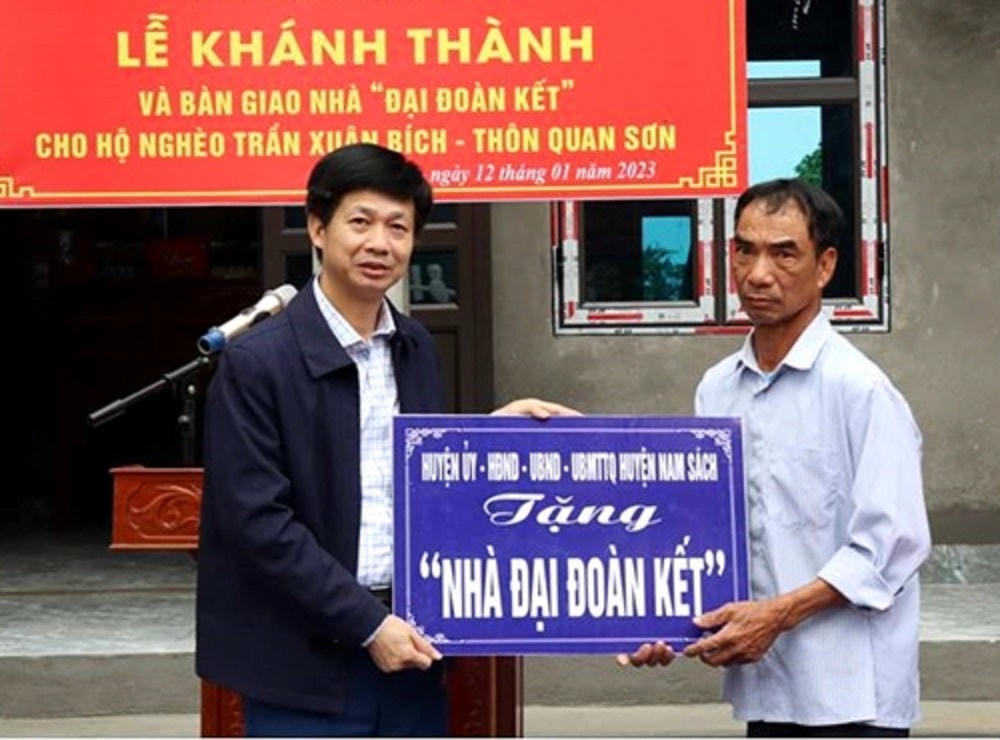 LỄ KHÁNH THÀNH
VÀ BÀN GIAO NHÀ “ĐẠI ĐOÀN KẾT”
CHO HỘ NGHÈO TRẦN XUÂN BÍCH - THÔN QUAN SƠN
ngày 12 tháng 01 năm 2023
HUYỆN ỦY - HĐND - UBND - UBMTTQ HUYỆN NAM SÁCH
Tặng
“NHÀ ĐẠI ĐOÀN KẾT”